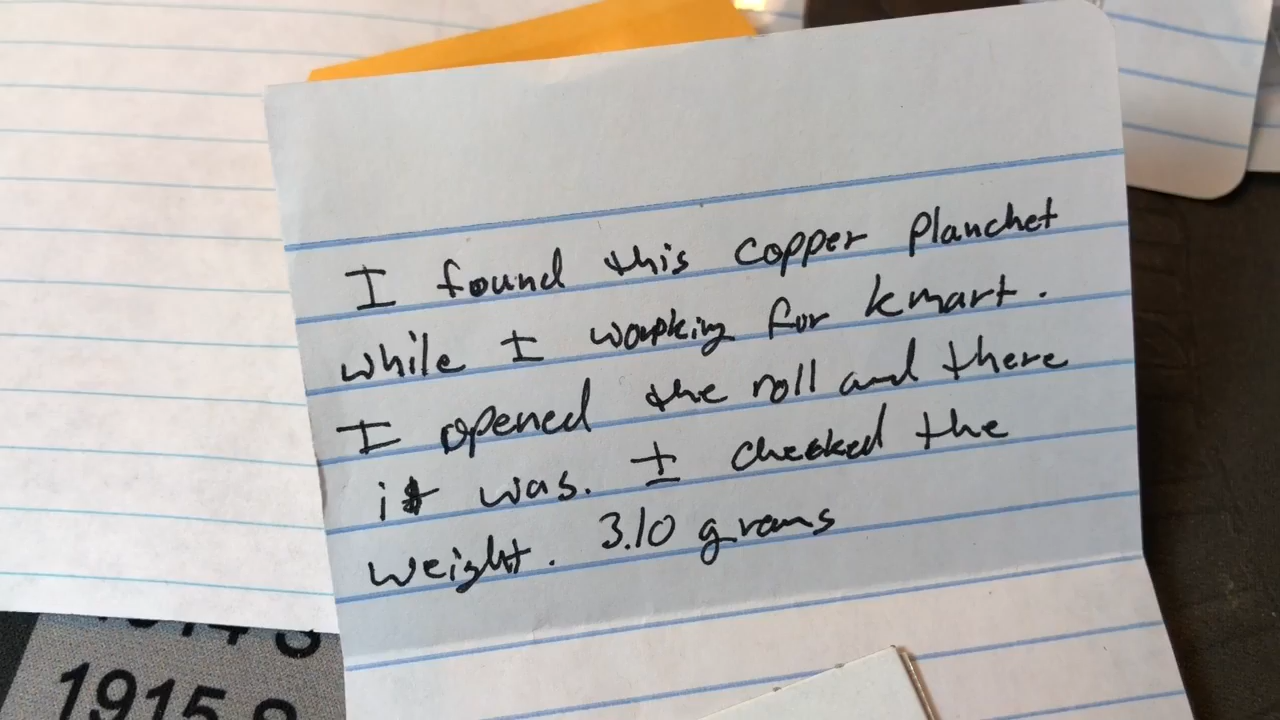 I found this copper planchet
while I working for kmart.
I opened the roll and there
it was. I checked the
weight. 3.10 grams
1914 S
1915 S